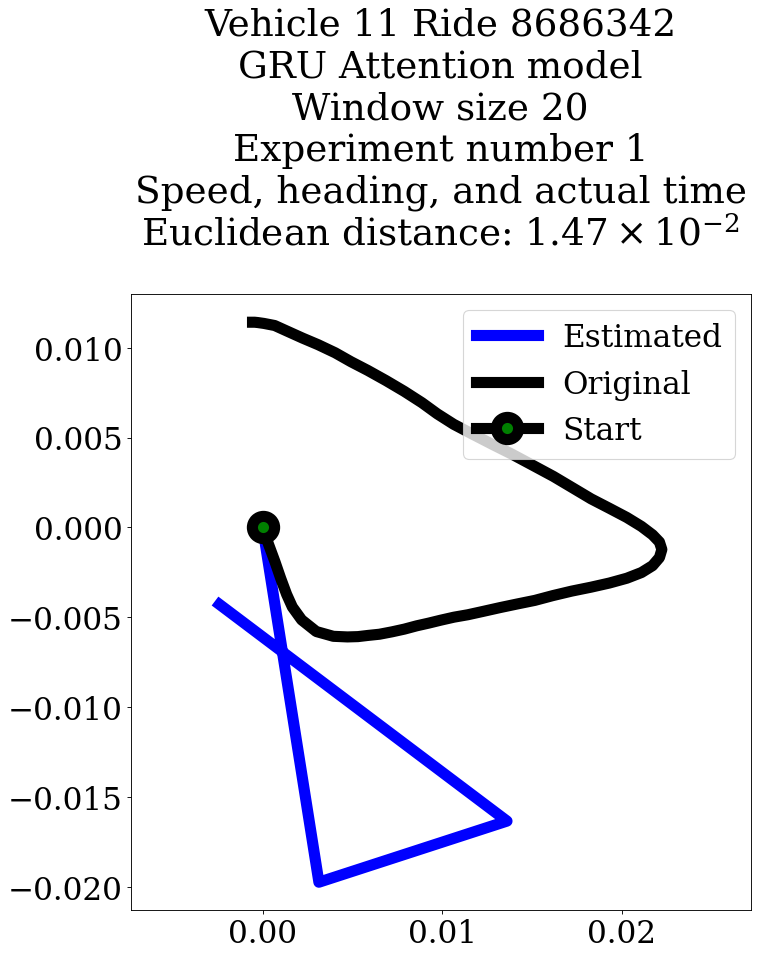 Vehicle 11 Ride 8686342
GRU Attention model
Window size 20
Experiment number 1
Speed, heading, and actual time
Euclidean distance: 1.47 × 10⁻²
Estimated
Original
Start
0.010
0.005
0.000
−0.005
−0.010
−0.015
−0.020
0.00 0.01 0.02